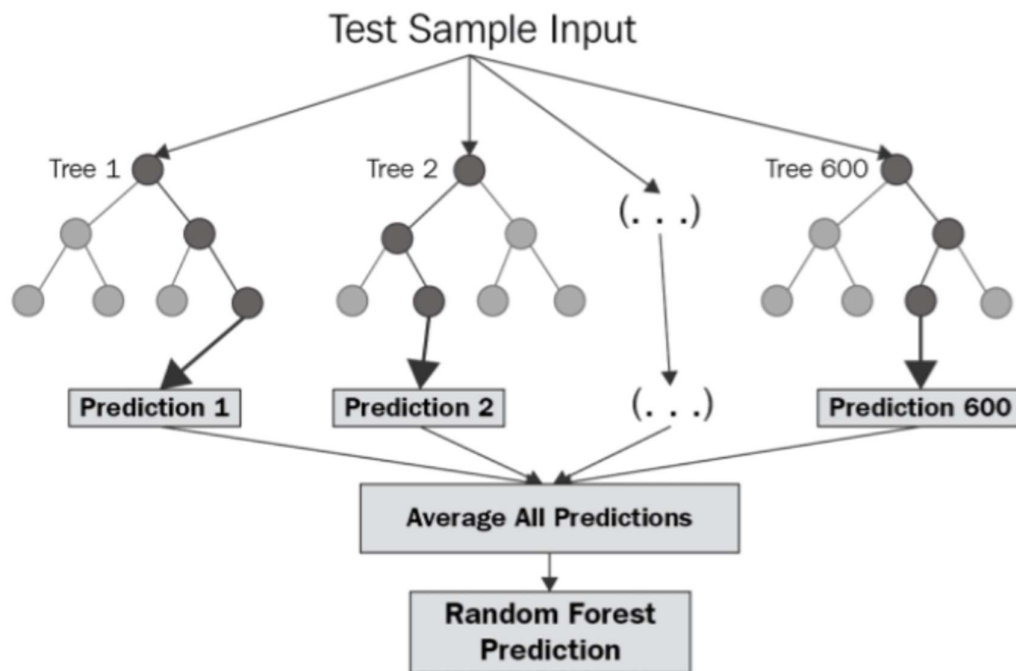 Test Sample Input
Tree 1
Tree 2
(. . .)
Tree 600
Prediction 1
Prediction 2
(. . .)
Prediction 600
Average All Predictions
Random Forest
Prediction